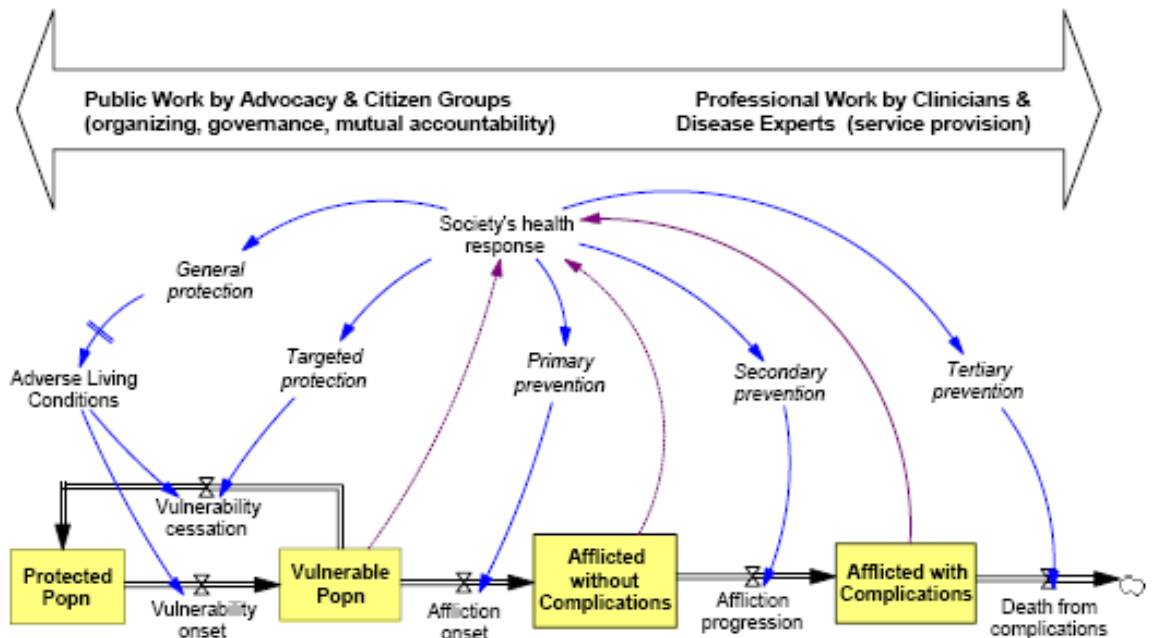 Public Work by Advocacy & Citizen Groups
(organizing, governance, mutual accountability)
Professional Work by Clinicians &
Disease Experts (service provision)
Society's health
response
General
protection
Targeted
protection
Primary
prevention
Secondary
prevention
Tertiary
prevention
Adverse Living
Conditions
Vulnerability
cessation
Protected
Popn
Vulnerability
onset
Vulnerable
Popn
Affliction
onset
Afflicted
without
Complications
Affliction
progression
Afflicted with
Complications
Death from
complications